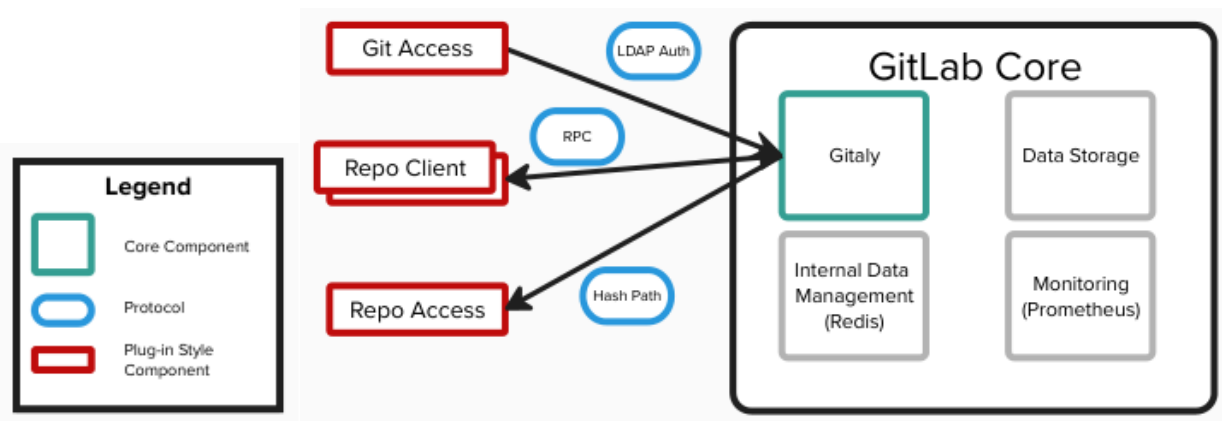 Legend
Core Component
Protocol
Plug-in Style
Component
Git Access
LDAP Auth
RPC
Repo Client
Hash Path
Repo Access
GitLab Core
Gitaly
Data Storage
Internal Data
Management
(Redis)
Monitoring
(Prometheus)